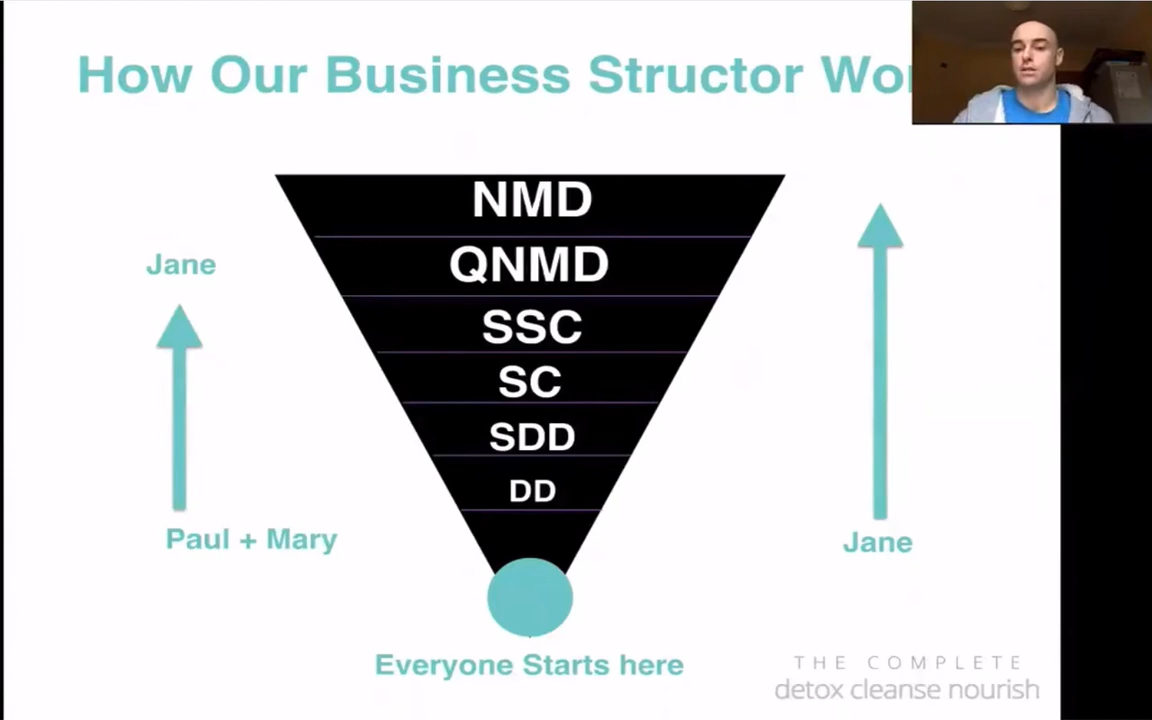 How Our Business Structor Wo
NMD
QNMD
Jane
SSC
SC
SDD
DD
Paul + Mary
Jane
Everyone Starts here
THE COMPLETE
detox cleanse nourish